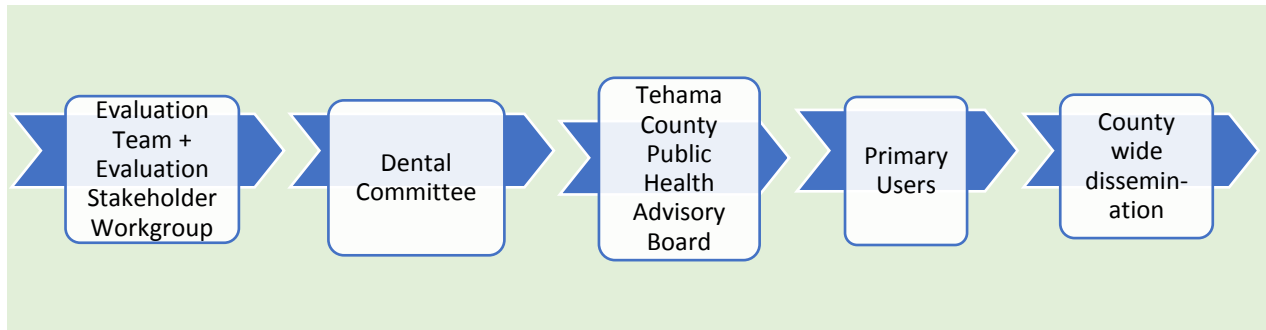 Evaluation
Team +
Evaluation
Stakeholder
Workgroup
Dental
Committee
Tehama
County
Public
Health
Advisory
Board
Primary
Users
County
wide
dissemin-
ation